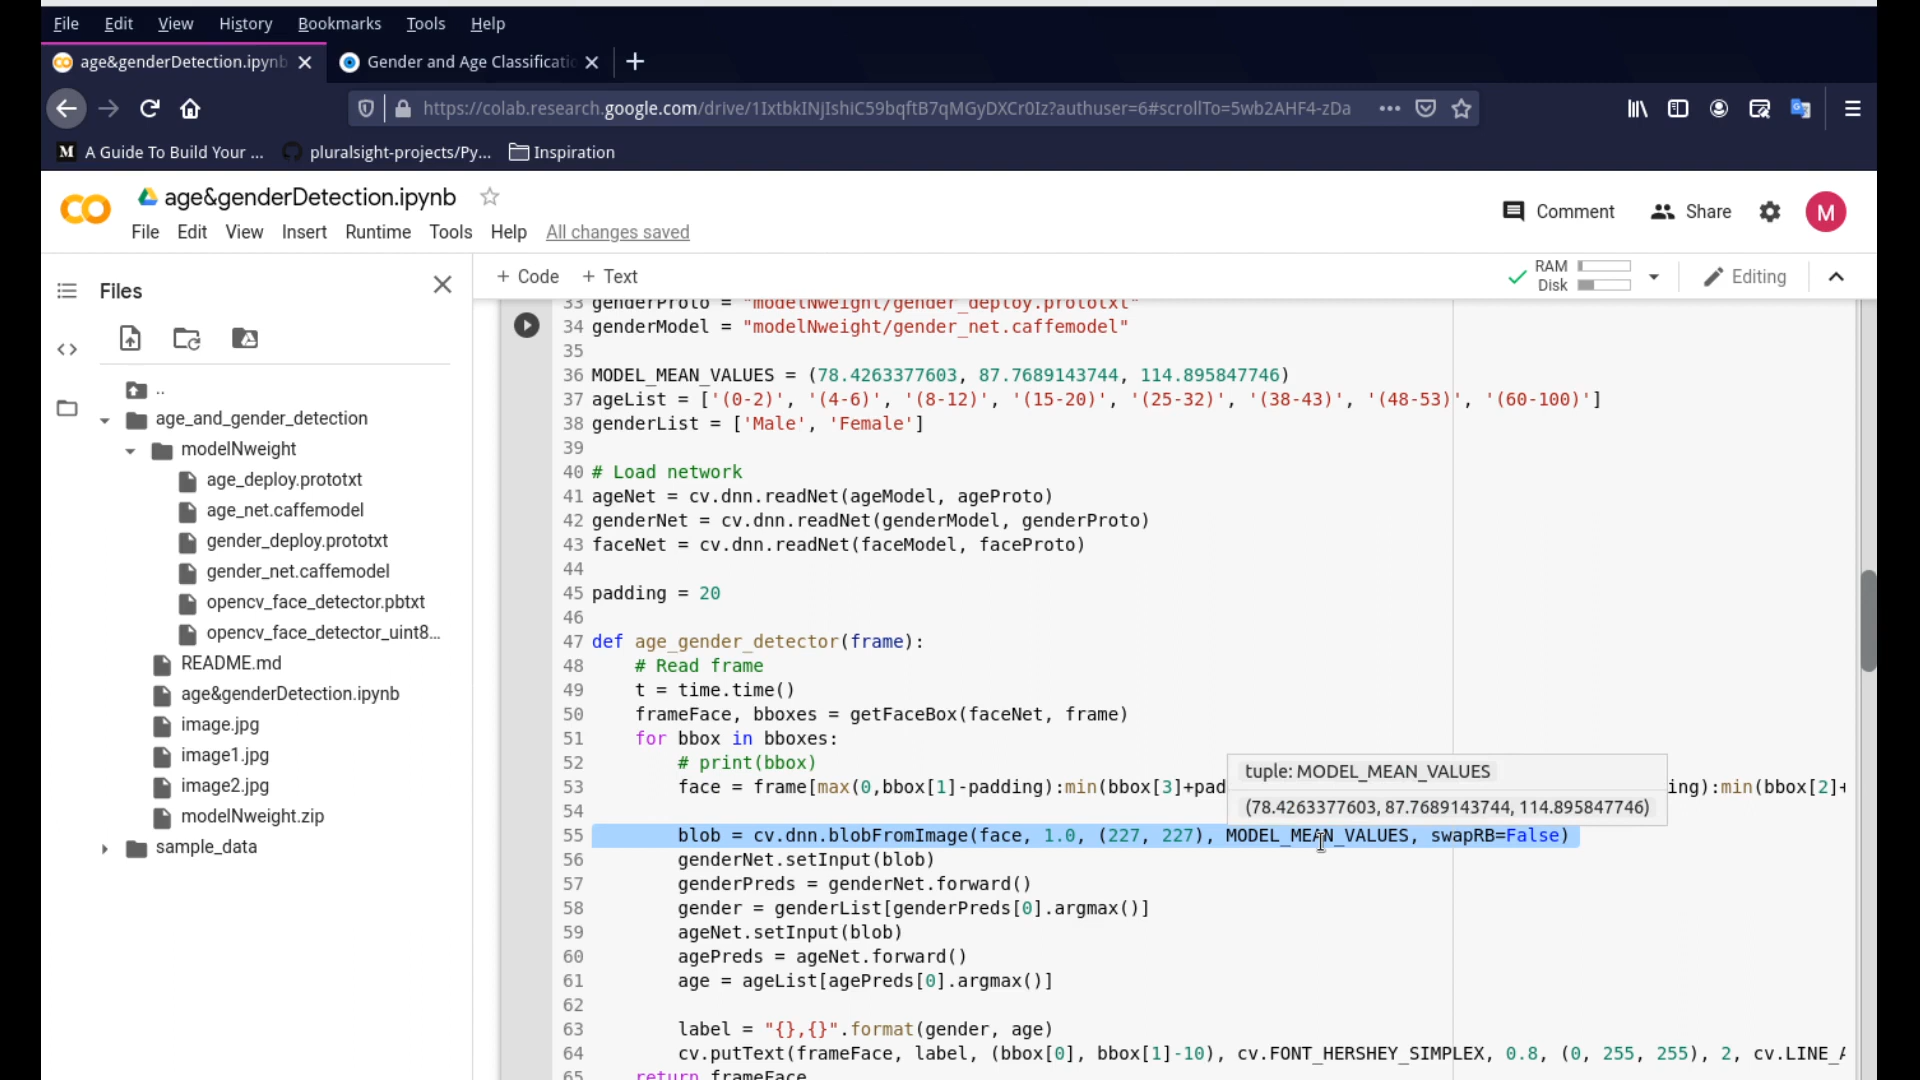 File Edit View History Bookmarks Tools Help
age&genderDetection.ipynb Gender and Age Classificatio
https://colab.research.google.com/drive/1IxtbkINjIshiC59bqftB7qMGyDXCr0Iz?authuser=6#scrollTo=5wb2AHF4-zDa
M A Guide To Build Your ... pluralsight-projects/Py... Inspiration
age&genderDetection.ipynb
Comment Share M
File Edit View Insert Runtime Tools Help All changes saved
Files
+ Code + Text RAM Disk Editing
..
age_and_gender_detection
modelNweight
age_deploy.prototxt
age_net.caffemodel
gender_deploy.prototxt
gender_net.caffemodel
opencv_face_detector.pbtxt
opencv_face_detector_uint8...
README.md
age&genderDetection.ipynb
image.jpg
image1.jpg
image2.jpg
modelNweight.zip
sample_data
33 genderProto = "modelNweight/gender_deploy.prototxt"
34 genderModel = "modelNweight/gender_net.caffemodel"
35
36 MODEL_MEAN_VALUES = (78.4263377603, 87.7689143744, 114.895847746)
37 ageList = ['(0-2)', '(4-6)', '(8-12)', '(15-20)', '(25-32)', '(38-43)', '(48-53)', '(60-100)']
38 genderList = ['Male', 'Female']
39
40 # Load network
41 ageNet = cv.dnn.readNet(ageModel, ageProto)
42 genderNet = cv.dnn.readNet(genderModel, genderProto)
43 faceNet = cv.dnn.readNet(faceModel, faceProto)
44
45 padding = 20
46
47 def age_gender_detector(frame):
48 # Read frame
49 t = time.time()
50 frameFace, bboxes = getFaceBox(faceNet, frame)
51 for bbox in bboxes:
52 # print(bbox)
tuple: MODEL_MEAN_VALUES
53 face = frame[max(0,bbox[1]-padding):min(bbox[3]+pad ing):min(bbox[2]+
(78.4263377603, 87.7689143744, 114.895847746)
54
55 blob = cv.dnn.blobFromImage(face, 1.0, (227, 227), MODEL_MEAN_VALUES, swapRB=False)
56 genderNet.setInput(blob)
57 genderPreds = genderNet.forward()
58 gender = genderList[genderPreds[0].argmax()]
59 ageNet.setInput(blob)
60 agePreds = ageNet.forward()
61 age = ageList[agePreds[0].argmax()]
62
63 label = "{},{}".format(gender, age)
64 cv.putText(frameFace, label, (bbox[0], bbox[1]-10), cv.FONT_HERSHEY_SIMPLEX, 0.8, (0, 255, 255), 2, cv.LINE_A
65 return frameFace